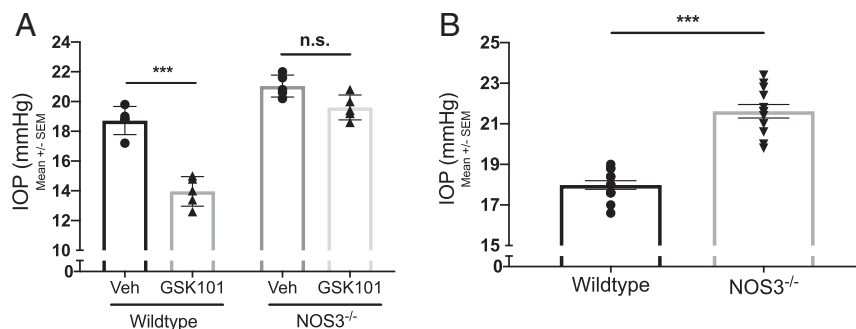 A
IOP (mmHg)
Mean +/- SEM
24
22
20
18
16
14
12
10
0
***
n.s.
Veh
GSK101
Veh
GSK101
Wildtype
NOS3-/-
B
IOP (mmHg)
Mean +/- SEM
25
23
21
19
17
15
0
***
Wildtype
NOS3-/-